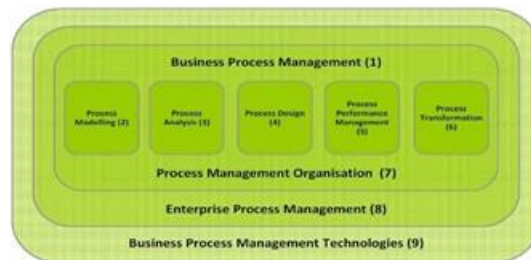 Business Process Management (1)
Process
Modelling (2)
Process
Analysis (3)
Process Design
(4)
Process
Performance
Management
(5)
Process
Transformation
(6)
Process Management Organisation (7)
Enterprise Process Management (8)
Business Process Management Technologies (9)